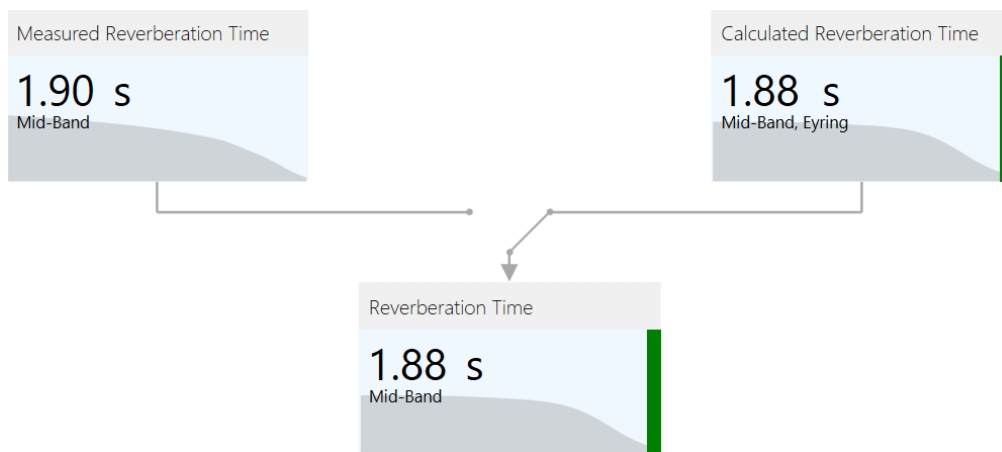 Measured Reverberation Time
1.90 s
Mid-Band
Calculated Reverberation Time
1.88 s
Mid-Band, Eyring
Reverberation Time
1.88 s
Mid-Band